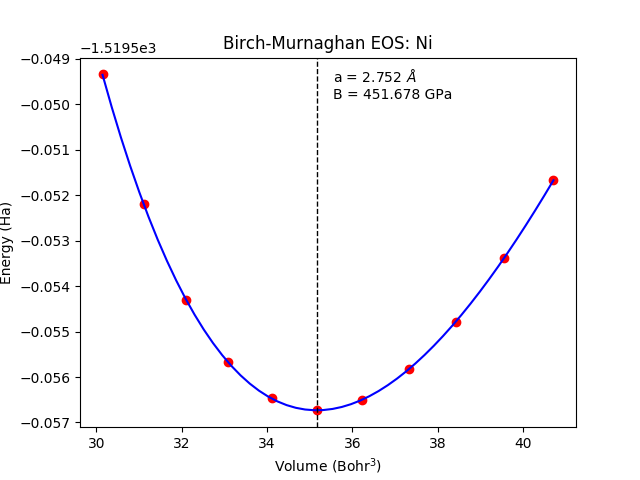 Birch-Murnaghan EOS: Ni
−1.5195e3
a = 2.752 Å
B = 451.678 GPa
−0.049
−0.050
−0.051
−0.052
−0.053
−0.054
−0.055
−0.056
−0.057
Energy (Ha)
30 32 34 36 38 40
Volume (Bohr³)